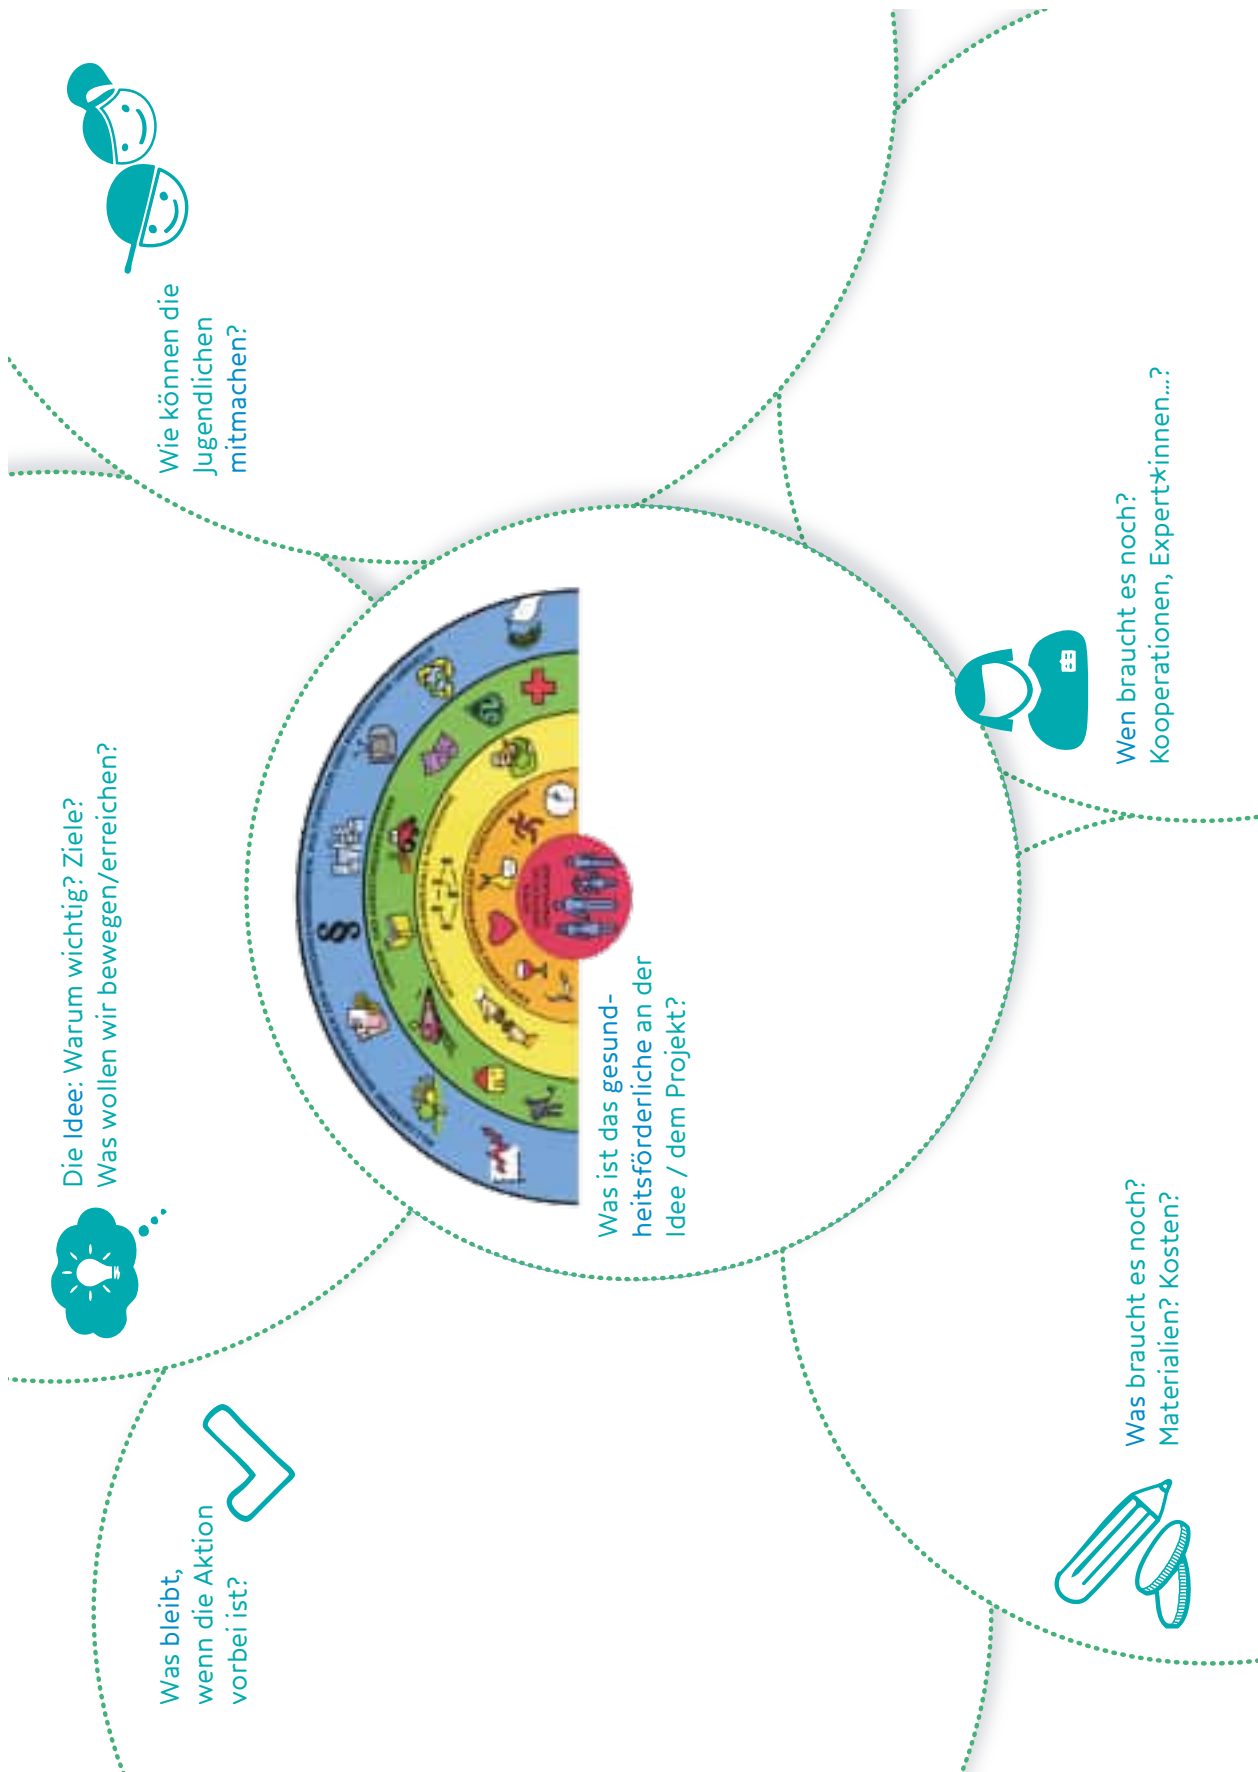 Die Idee: Warum wichtig? Ziele?
Was wollen wir bewegen/erreichen?
Wie können die
Jugendlichen
mitmachen?
Was bleibt,
wenn die Aktion
vorbei ist?
§
Was ist das gesund-
heitsförderliche an der
Idee / dem Projekt?
Was braucht es noch?
Materialien? Kosten?
Wen braucht es noch?
Kooperationen, Expert*innen...?